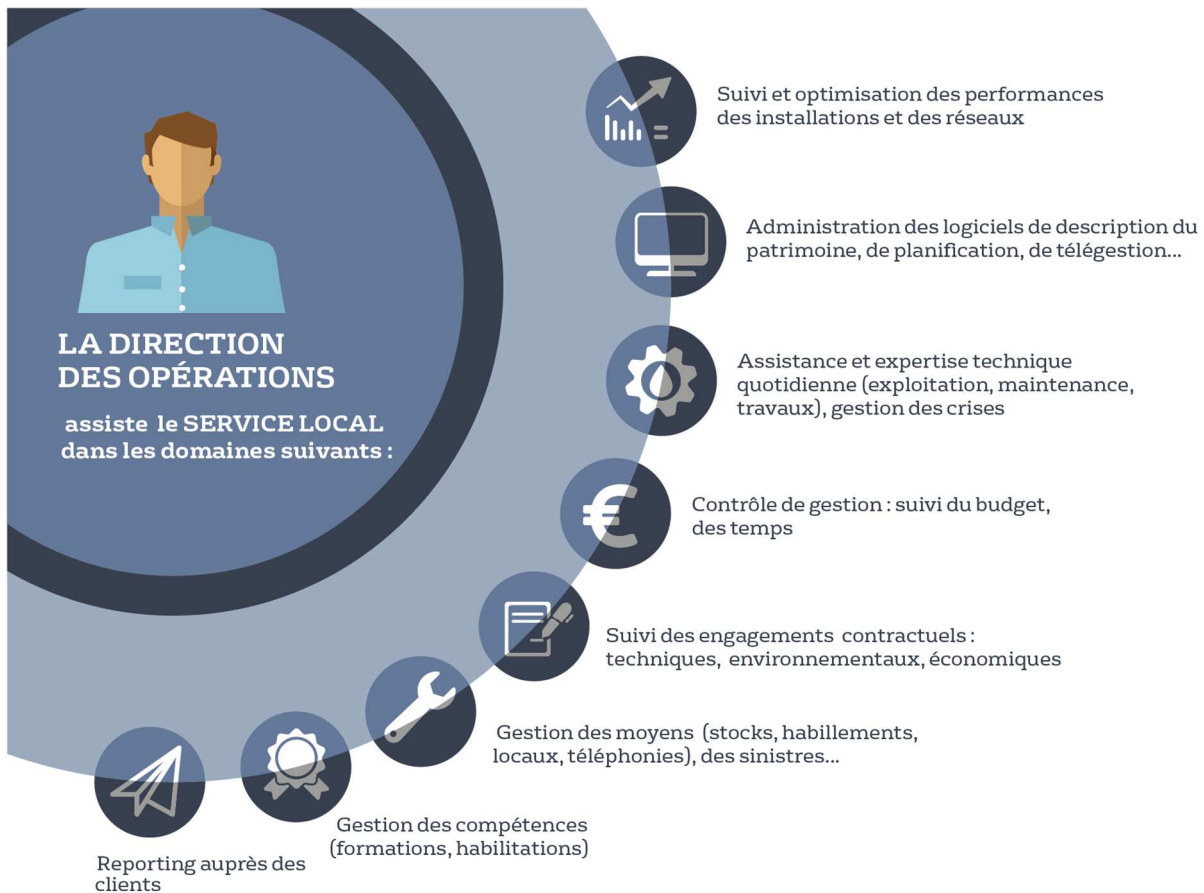 LA DIRECTION
DES OPÉRATIONS
assiste le SERVICE LOCAL
dans les domaines suivants :
Suivi et optimisation des performances
des installations et des réseaux
Administration des logiciels de description du
patrimoine, de planification, de télégestion...
Assistance et expertise technique
quotidienne (exploitation, maintenance,
travaux), gestion des crises
Contrôle de gestion : suivi du budget,
des temps
Suivi des engagements contractuels :
techniques, environnementaux, économiques
Gestion des moyens (stocks, habillements,
locaux, téléphonies), des sinistres...
Gestion des compétences
(formations, habilitations)
Reporting auprès des
clients